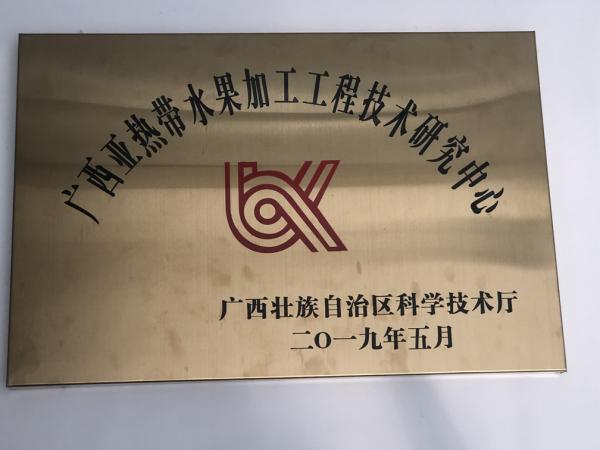 广西亚热带水果加工工程技术研究中心
广西壮族自治区科学技术厅
二〇一九年五月